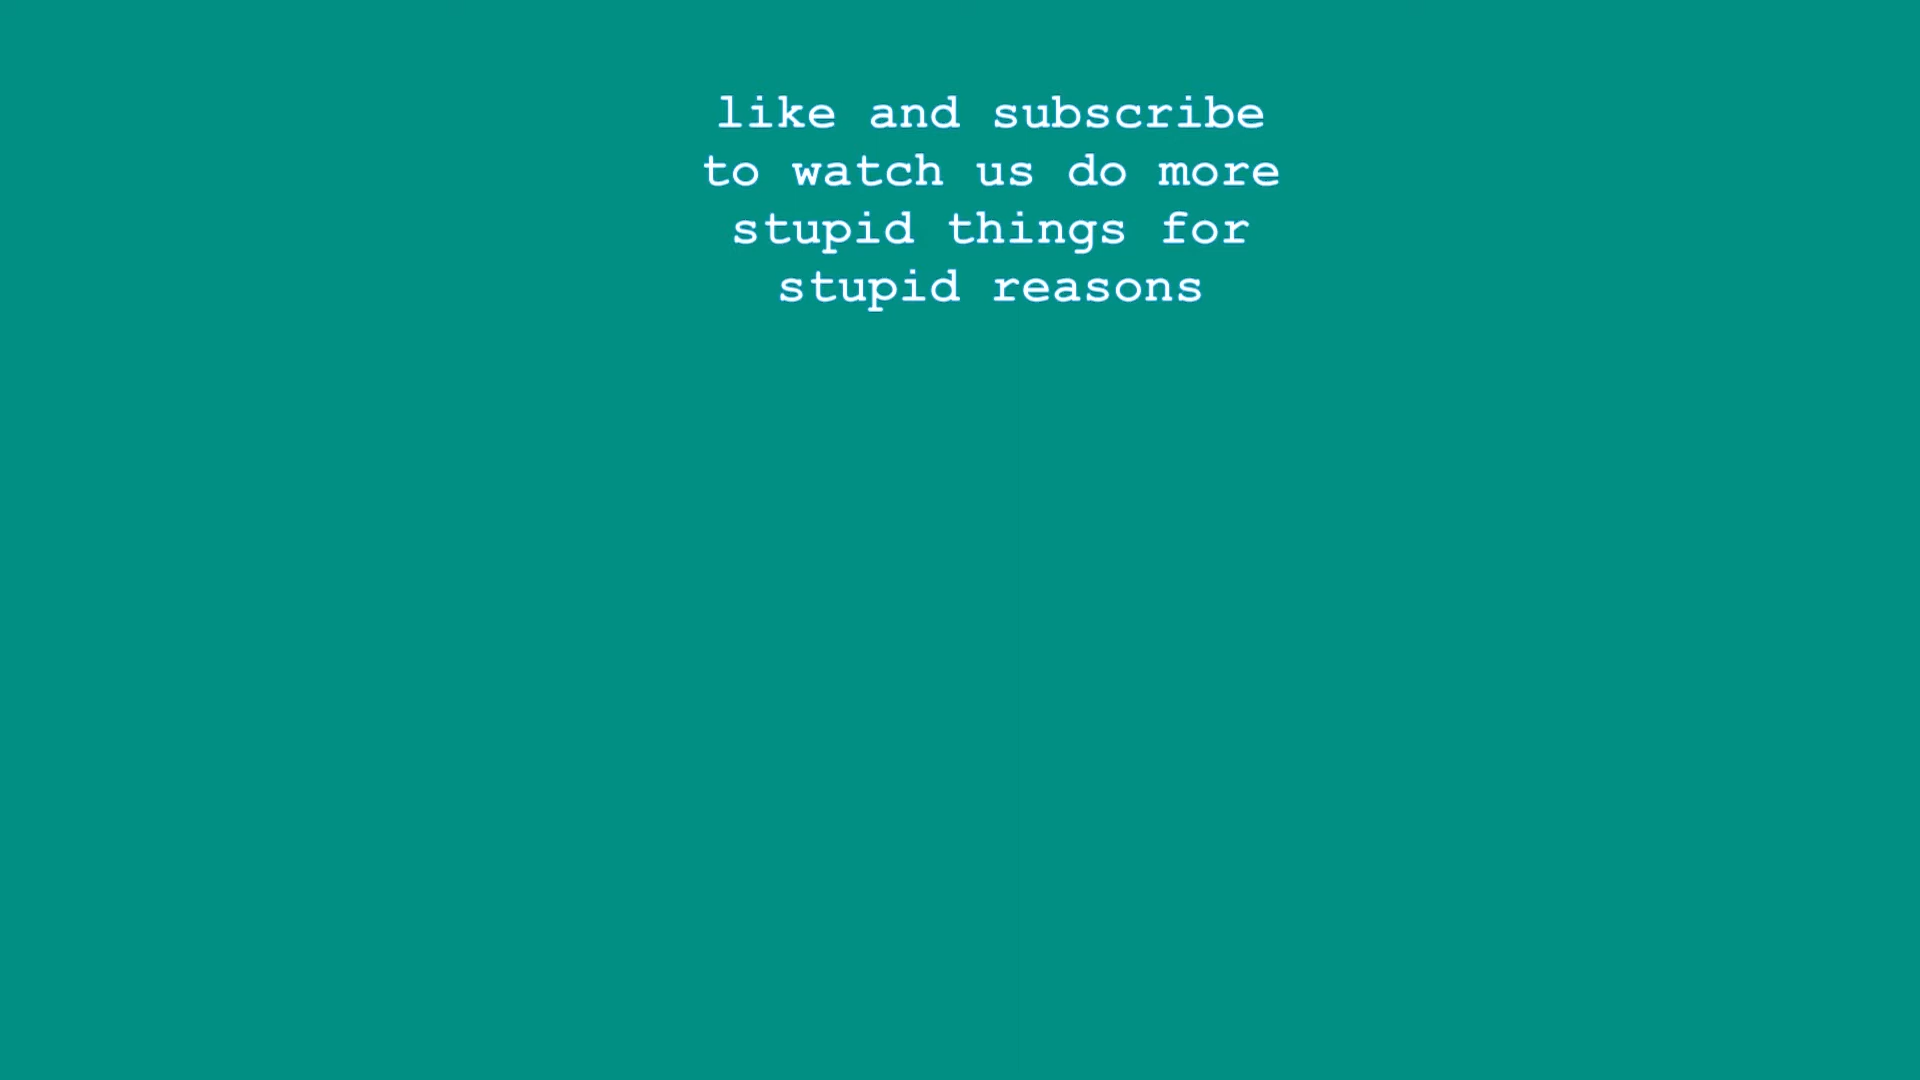 like and subscribe
to watch us do more
stupid things for
stupid reasons